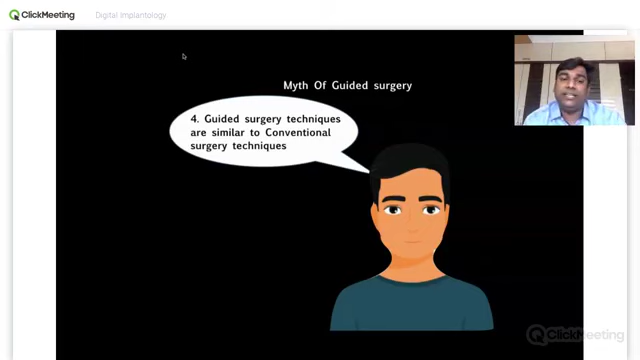 ClickMeeting
Digital Implantology
Myth Of Guided surgery
4. Guided surgery techniques
are similar to Conventional
surgery techniques
ClickMeeting